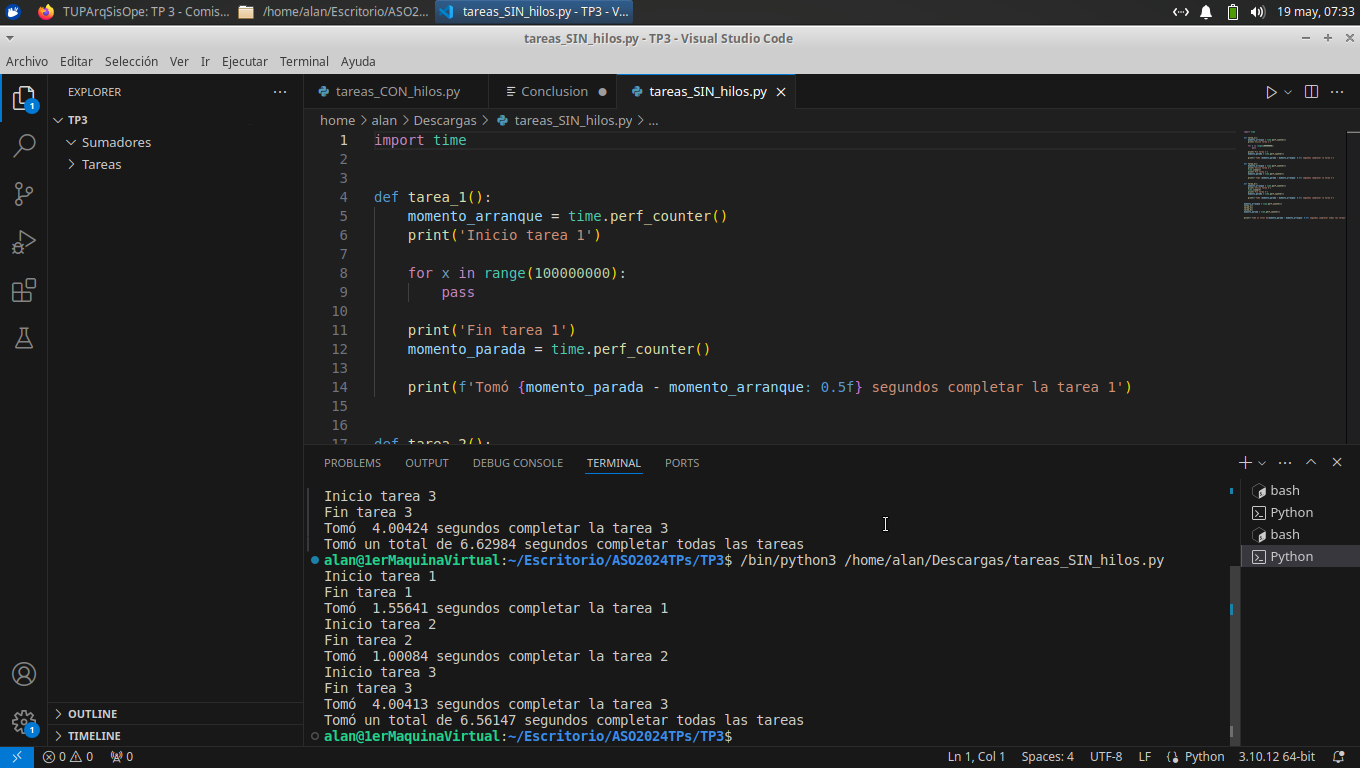 TUPArqSisOpe: TP 3 - Comis... /home/alan/Escritorio/ASO2... tareas_SIN_hilos.py - TP3 - V... 19 may, 07:33
tareas_SIN_hilos.py - TP3 - Visual Studio Code
Archivo Editar Selección Ver Ir Ejecutar Terminal Ayuda
EXPLORER
TP3
Sumadores
Tareas
OUTLINE
TIMELINE
1
1
tareas_CON_hilos.py Conclusion tareas_SIN_hilos.py
home > alan > Descargas > tareas_SIN_hilos.py > ...
1 import time
2
3
4 def tarea_1():
5 momento_arranque = time.perf_counter()
6 print('Inicio tarea 1')
7
8 for x in range(100000000):
9 pass
10
11 print('Fin tarea 1')
12 momento_parada = time.perf_counter()
13
14 print(f'Tomó {momento_parada - momento_arranque: 0.5f} segundos completar la tarea 1')
15
16
17 def tarea_2():
PROBLEMS OUTPUT DEBUG CONSOLE TERMINAL PORTS
Inicio tarea 3
Fin tarea 3
Tomó  4.00424 segundos completar la tarea 3
Tomó un total de 6.62984 segundos completar todas las tareas
alan@1erMaquinaVirtual:~/Escritorio/ASO2024TPs/TP3$ /bin/python3 /home/alan/Descargas/tareas_SIN_hilos.py
Inicio tarea 1
Fin tarea 1
Tomó  1.55641 segundos completar la tarea 1
Inicio tarea 2
Fin tarea 2
Tomó  1.00084 segundos completar la tarea 2
Inicio tarea 3
Fin tarea 3
Tomó  4.00413 segundos completar la tarea 3
Tomó un total de 6.56147 segundos completar todas las tareas
alan@1erMaquinaVirtual:~/Escritorio/ASO2024TPs/TP3$
bash
Python
bash
Python
0 0 0 Ln 1, Col 1 Spaces: 4 UTF-8 LF Python 3.10.12 64-bit